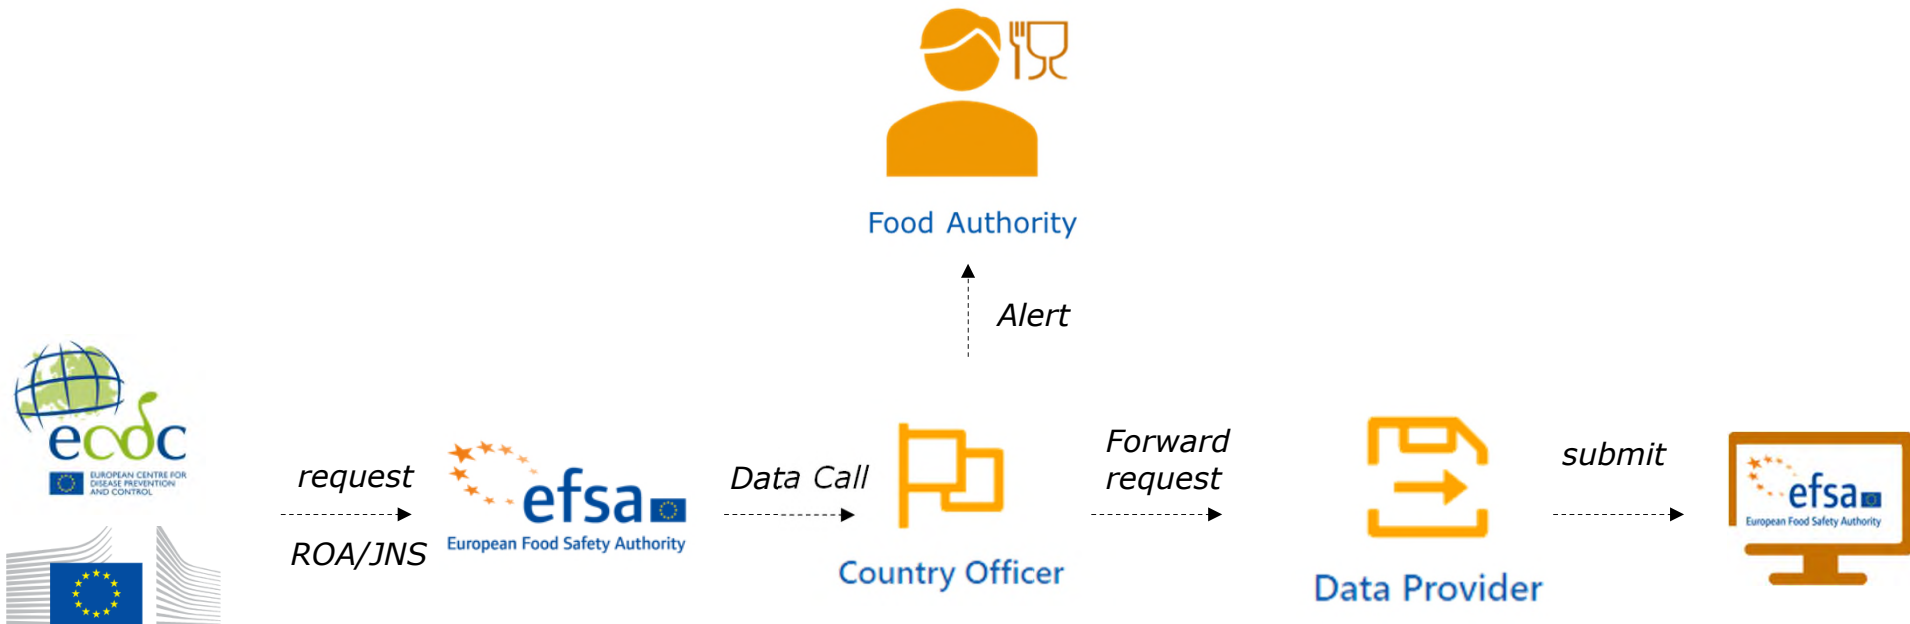 Food Authority
Alert
ecdc
EUROPEAN CENTRE FOR
DISEASE PREVENTION
AND CONTROL
request
ROA/JNS
efsa
European Food Safety Authority
Data Call
Country Officer
Forward
request
Data Provider
submit
efsa
European Food Safety Authority